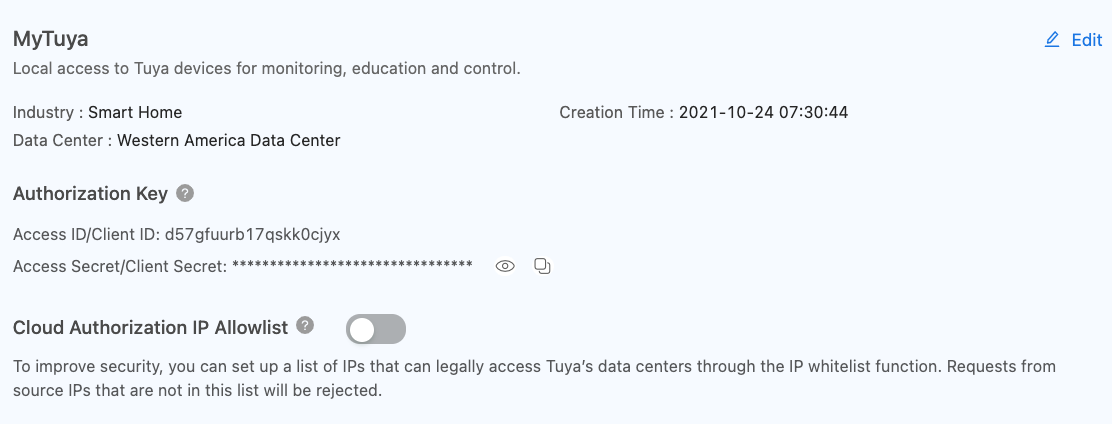 MyTuya
Edit
Local access to Tuya devices for monitoring, education and control.
Industry : Smart Home
Creation Time : 2021-10-24 07:30:44
Data Center : Western America Data Center
Authorization Key ?
Access ID/Client ID: d57gfuurb17qskk0cjyx
Access Secret/Client Secret: ********************************
Cloud Authorization IP Allowlist ?
To improve security, you can set up a list of IPs that can legally access Tuya’s data centers through the IP whitelist function. Requests from
source IPs that are not in this list will be rejected.